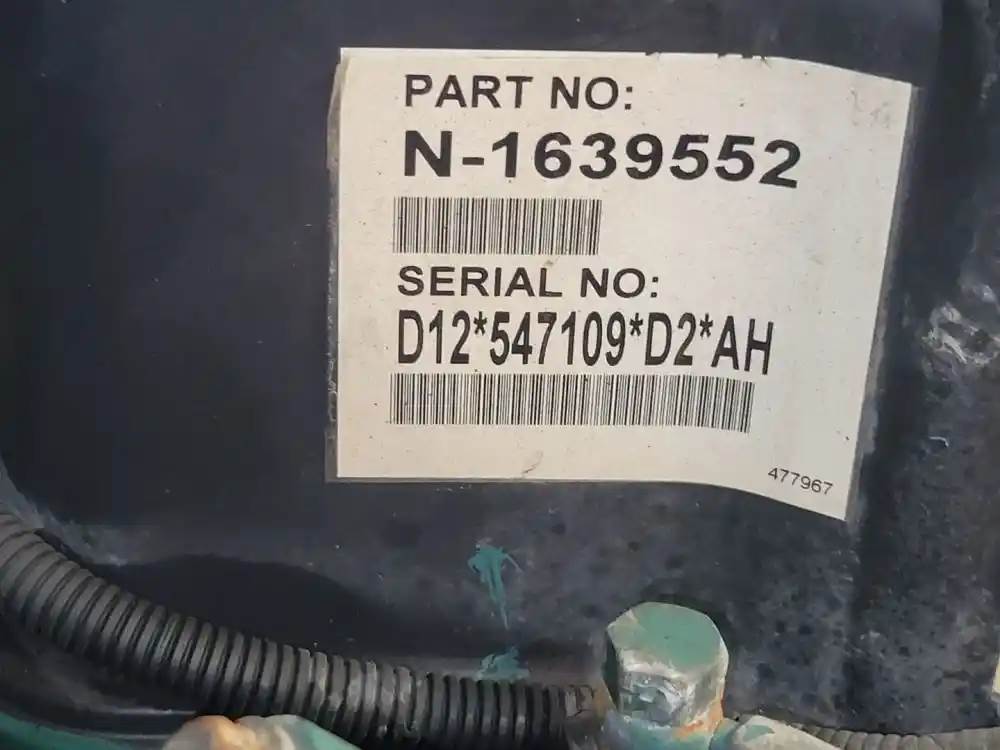 PART NO:
N-1639552
SERIAL NO:
D12*547109*D2*AH
477967